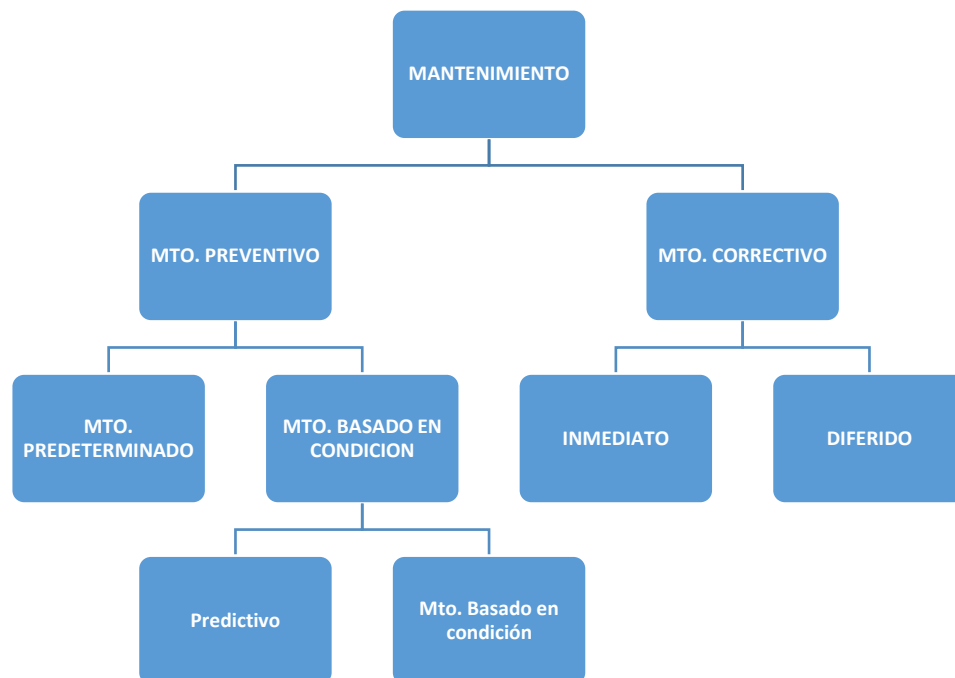 MANTENIMIENTO
MTO. PREVENTIVO
MTO. CORRECTIVO
MTO.
PREDETERMINADO
MTO. BASADO EN
CONDICION
INMEDIATO
DIFERIDO
Predictivo
Mto. Basado en
condición